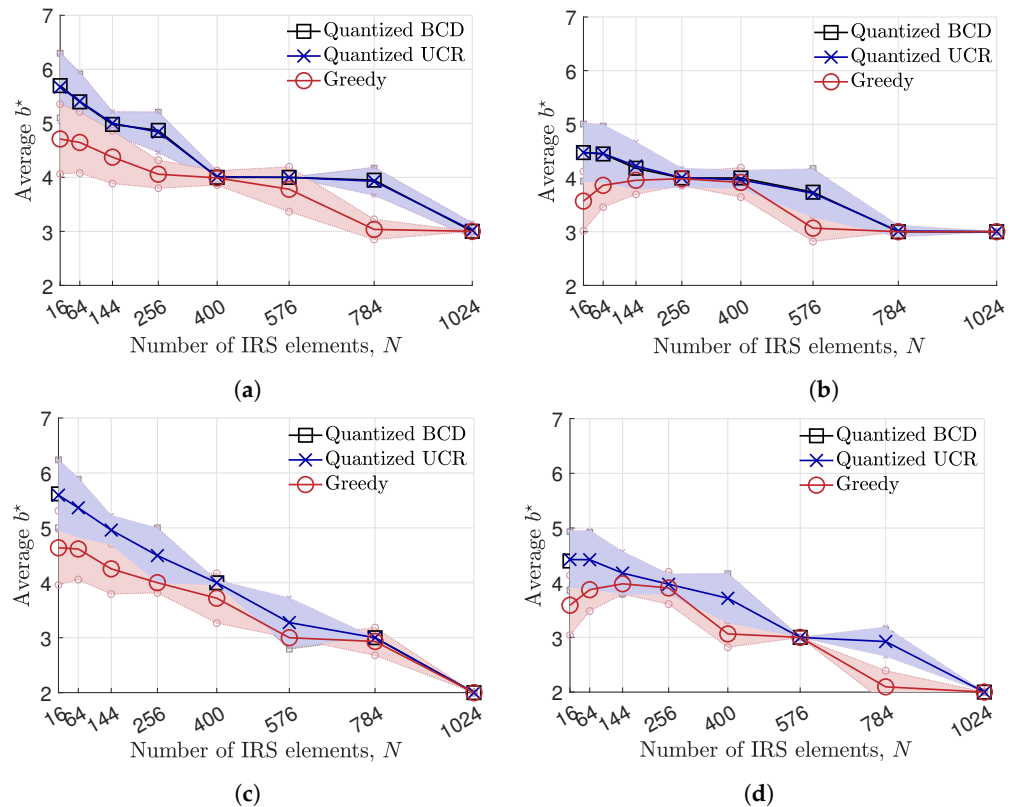 7
6
5
4
3
2
Average b⋆
Quantized BCD
Quantized UCR
Greedy
16
64
144
256
400
576
784
1024
Number of IRS elements, N
(a)
7
6
5
4
3
2
Average b⋆
Quantized BCD
Quantized UCR
Greedy
16
64
144
256
400
576
784
1024
Number of IRS elements, N
(b)
7
6
5
4
3
2
Average b⋆
Quantized BCD
Quantized UCR
Greedy
16
64
144
256
400
576
784
1024
Number of IRS elements, N
(c)
7
6
5
4
3
2
Average b⋆
Quantized BCD
Quantized UCR
Greedy
16
64
144
256
400
576
784
1024
Number of IRS elements, N
(d)